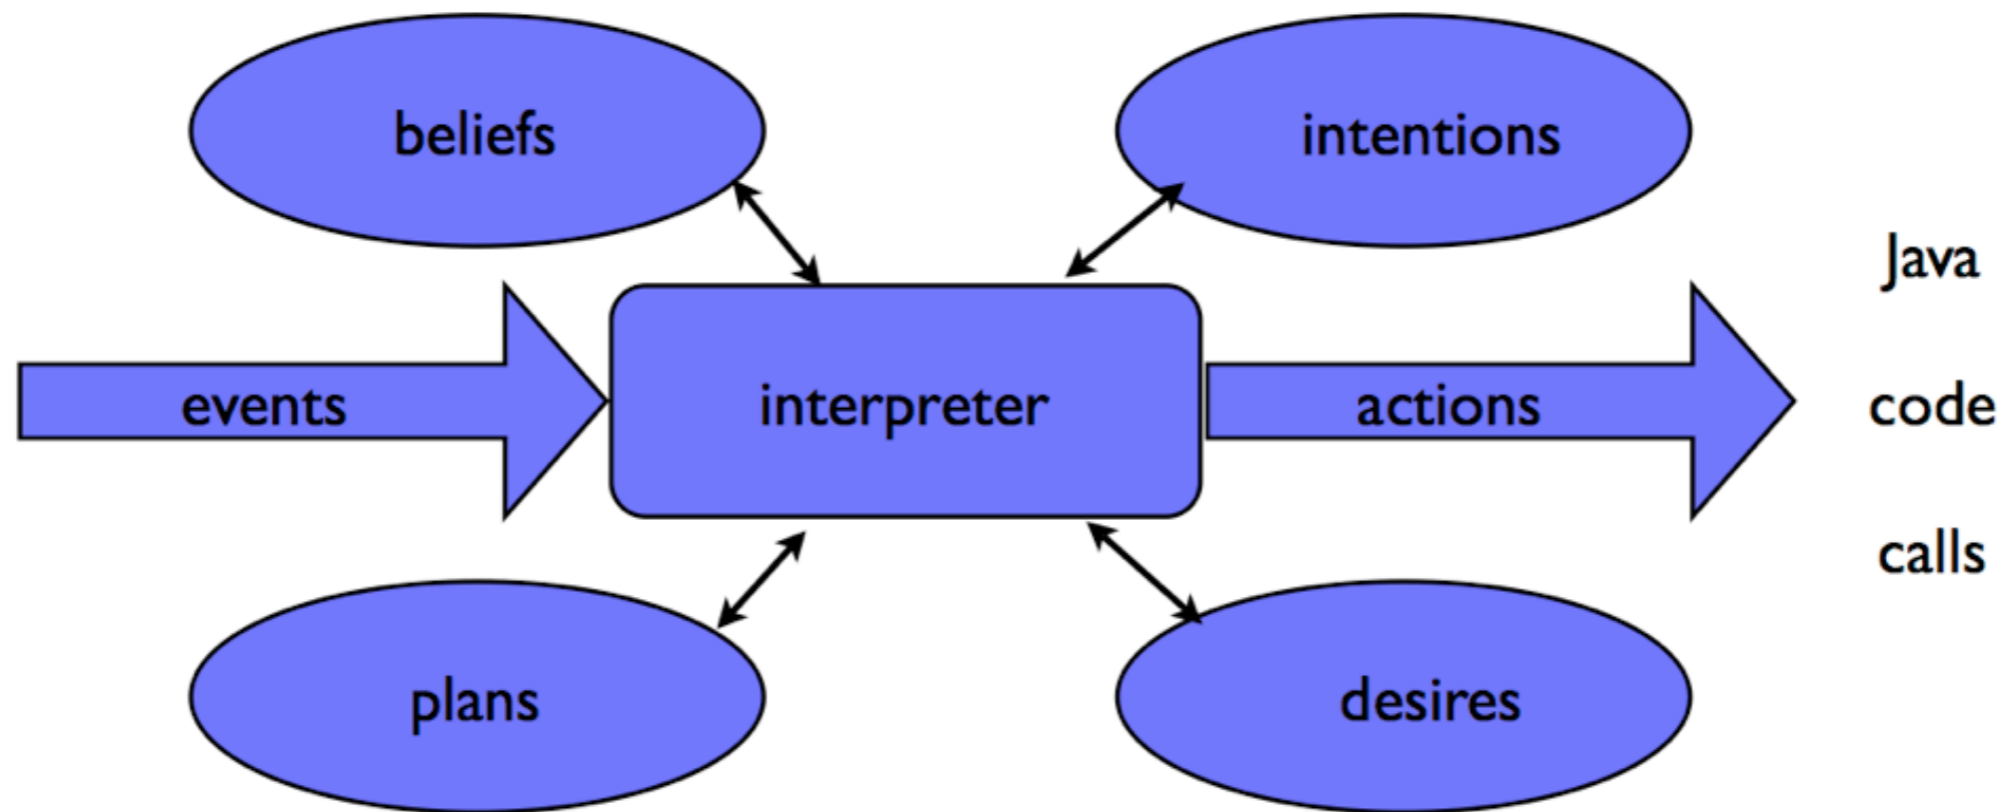 beliefs
intentions
events
interpreter
actions
Java
code
calls
plans
desires